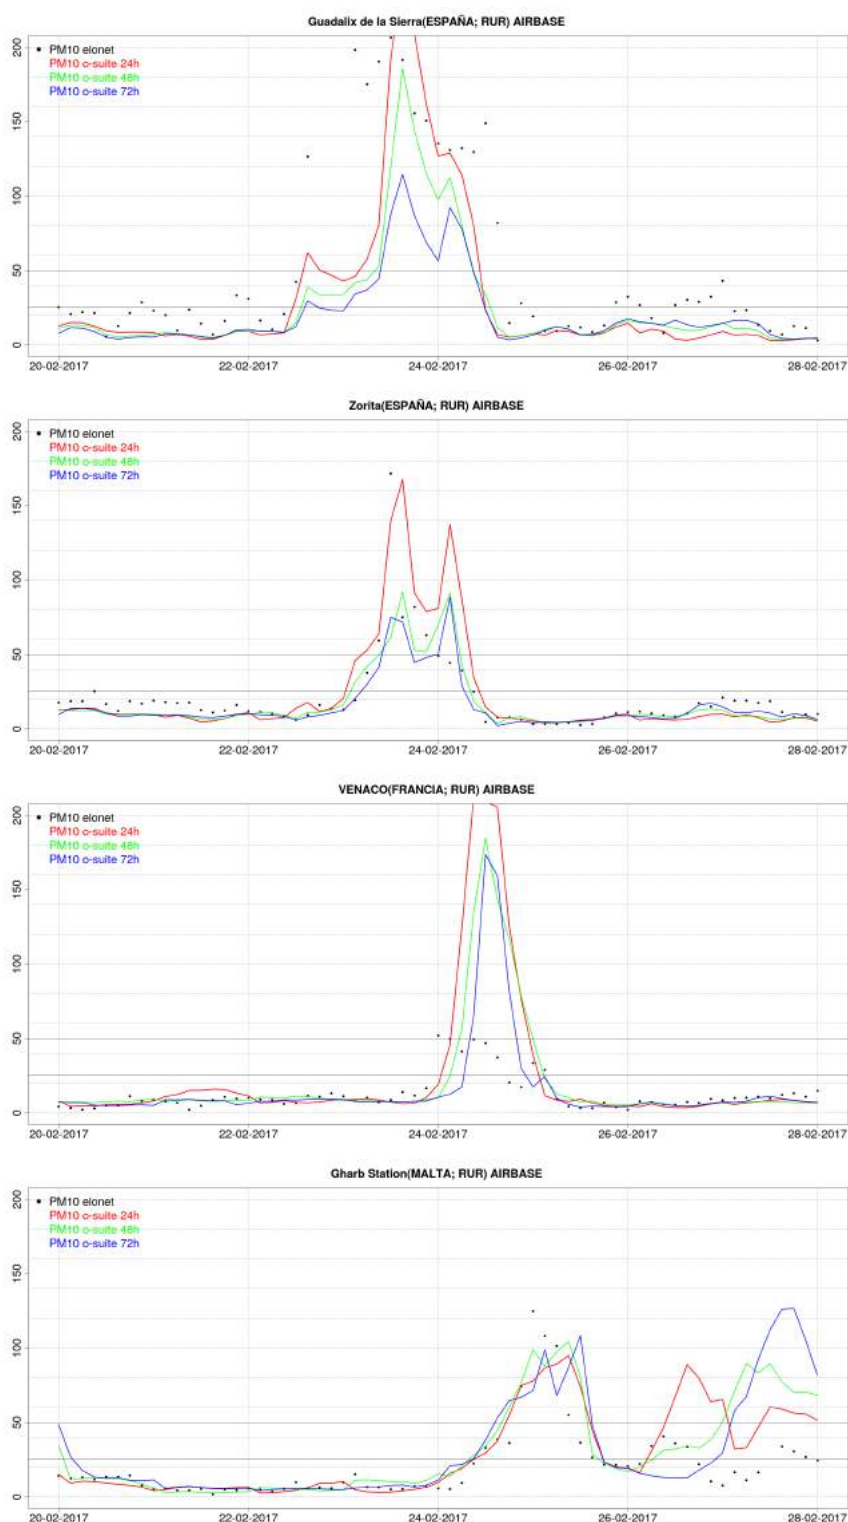 Guadalix de la Sierra(ESPAÑA; RUR) AIRBASE
200
150
100
50
0
PM10 eionet
PM10 o-suite 24h
PM10 o-suite 48h
PM10 o-suite 72h
20-02-2017 22-02-2017 24-02-2017 26-02-2017 28-02-2017
Zorita(ESPAÑA; RUR) AIRBASE
200
150
100
50
0
PM10 eionet
PM10 o-suite 24h
PM10 o-suite 48h
PM10 o-suite 72h
20-02-2017 22-02-2017 24-02-2017 26-02-2017 28-02-2017
VENACO(FRANCIA; RUR) AIRBASE
200
150
100
50
0
PM10 eionet
PM10 o-suite 24h
PM10 o-suite 48h
PM10 o-suite 72h
20-02-2017 22-02-2017 24-02-2017 26-02-2017 28-02-2017
Gharb Station(MALTA; RUR) AIRBASE
200
150
100
50
0
PM10 eionet
PM10 o-suite 24h
PM10 o-suite 48h
PM10 o-suite 72h
20-02-2017 22-02-2017 24-02-2017 26-02-2017 28-02-2017